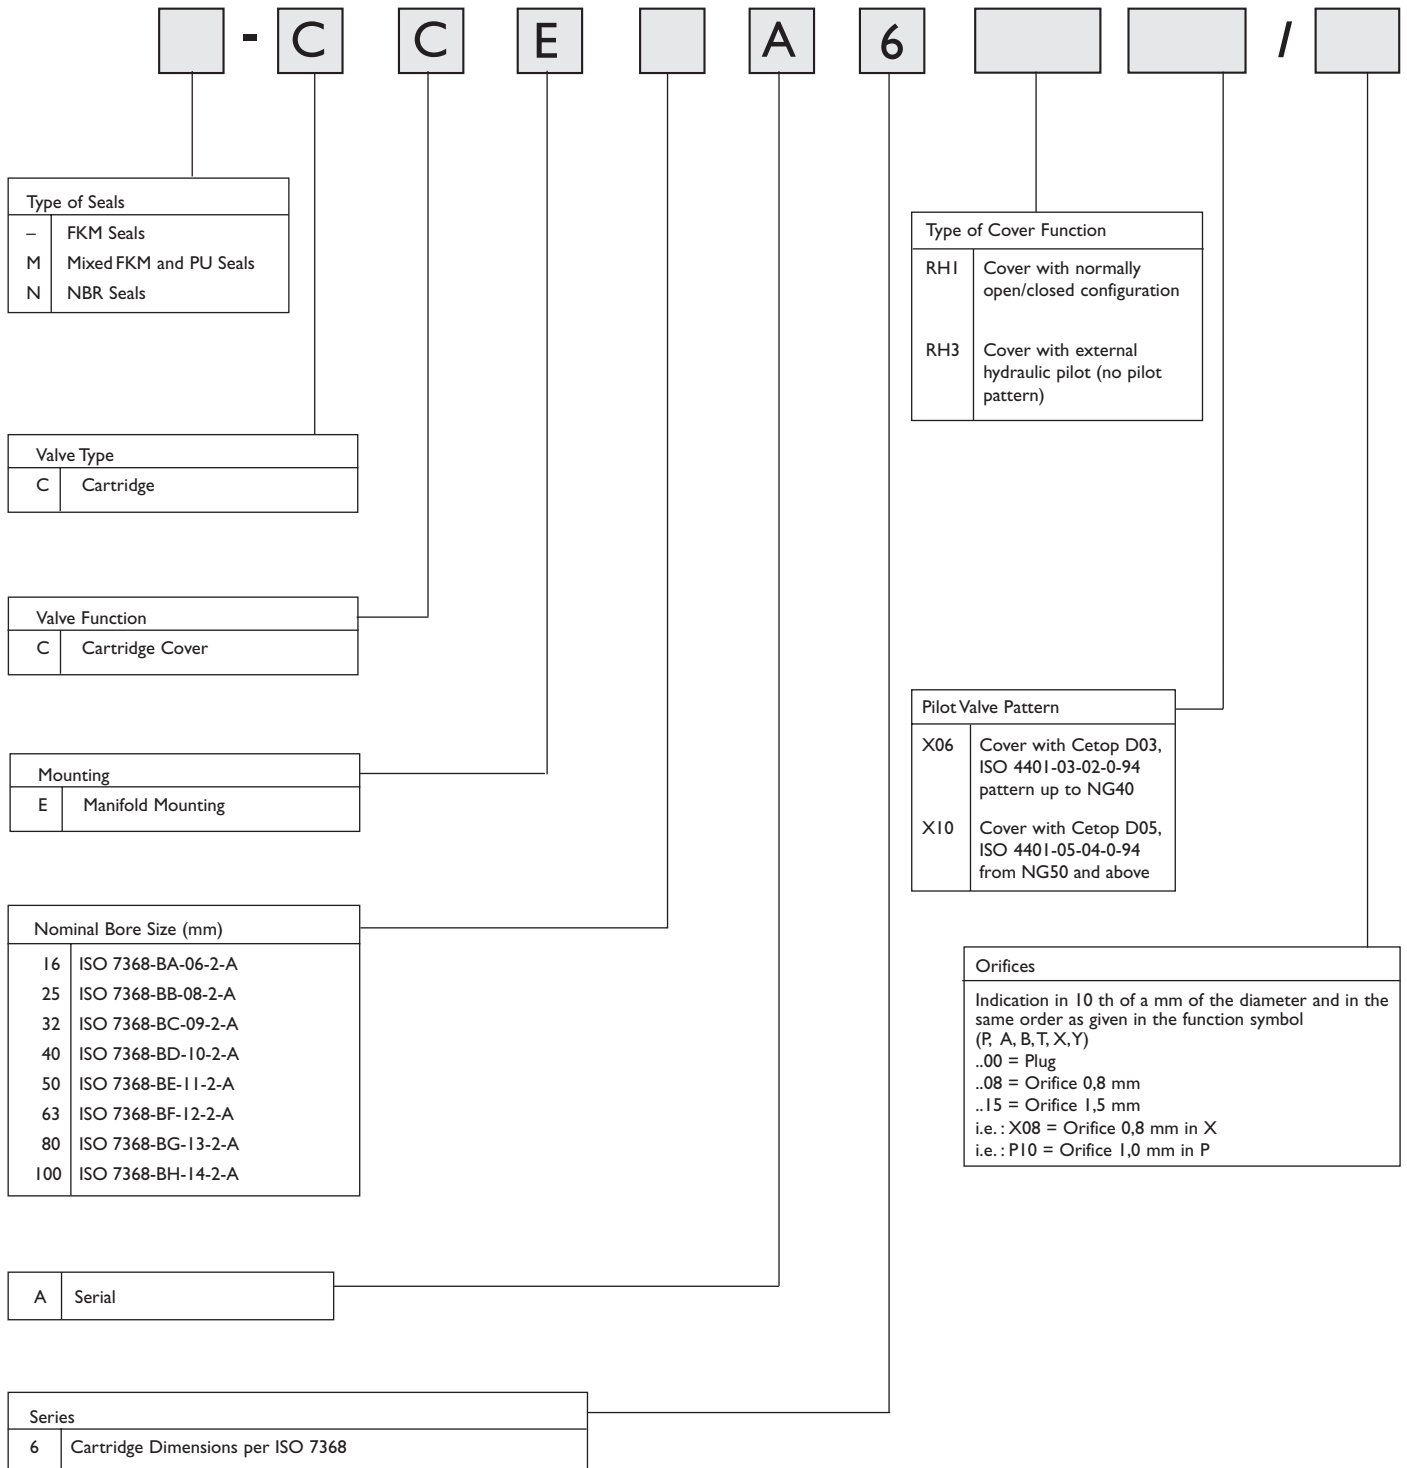 - C C E A 6 /
Type of Seals
– FKM Seals
M Mixed FKM and PU Seals
N NBR Seals
Type of Cover Function
RH1 Cover with normally
open/closed configuration
RH3 Cover with external
hydraulic pilot (no pilot
pattern)
Valve Type
C Cartridge
Valve Function
C Cartridge Cover
Pilot Valve Pattern
X06 Cover with Cetop D03,
ISO 4401-03-02-0-94
pattern up to NG40
X10 Cover with Cetop D05,
ISO 4401-05-04-0-94
from NG50 and above
Mounting
E Manifold Mounting
Nominal Bore Size (mm)
16 ISO 7368-BA-06-2-A
25 ISO 7368-BB-08-2-A
32 ISO 7368-BC-09-2-A
40 ISO 7368-BD-10-2-A
50 ISO 7368-BE-11-2-A
63 ISO 7368-BF-12-2-A
80 ISO 7368-BG-13-2-A
100 ISO 7368-BH-14-2-A
Orifices
Indication in 10 th of a mm of the diameter and in the
same order as given in the function symbol
(P, A, B, T, X, Y)
..00 = Plug
..08 = Orifice 0,8 mm
..15 = Orifice 1,5 mm
i.e. : X08 = Orifice 0,8 mm in X
i.e. : P10 = Orifice 1,0 mm in P
A Serial
Series
6 Cartridge Dimensions per ISO 7368